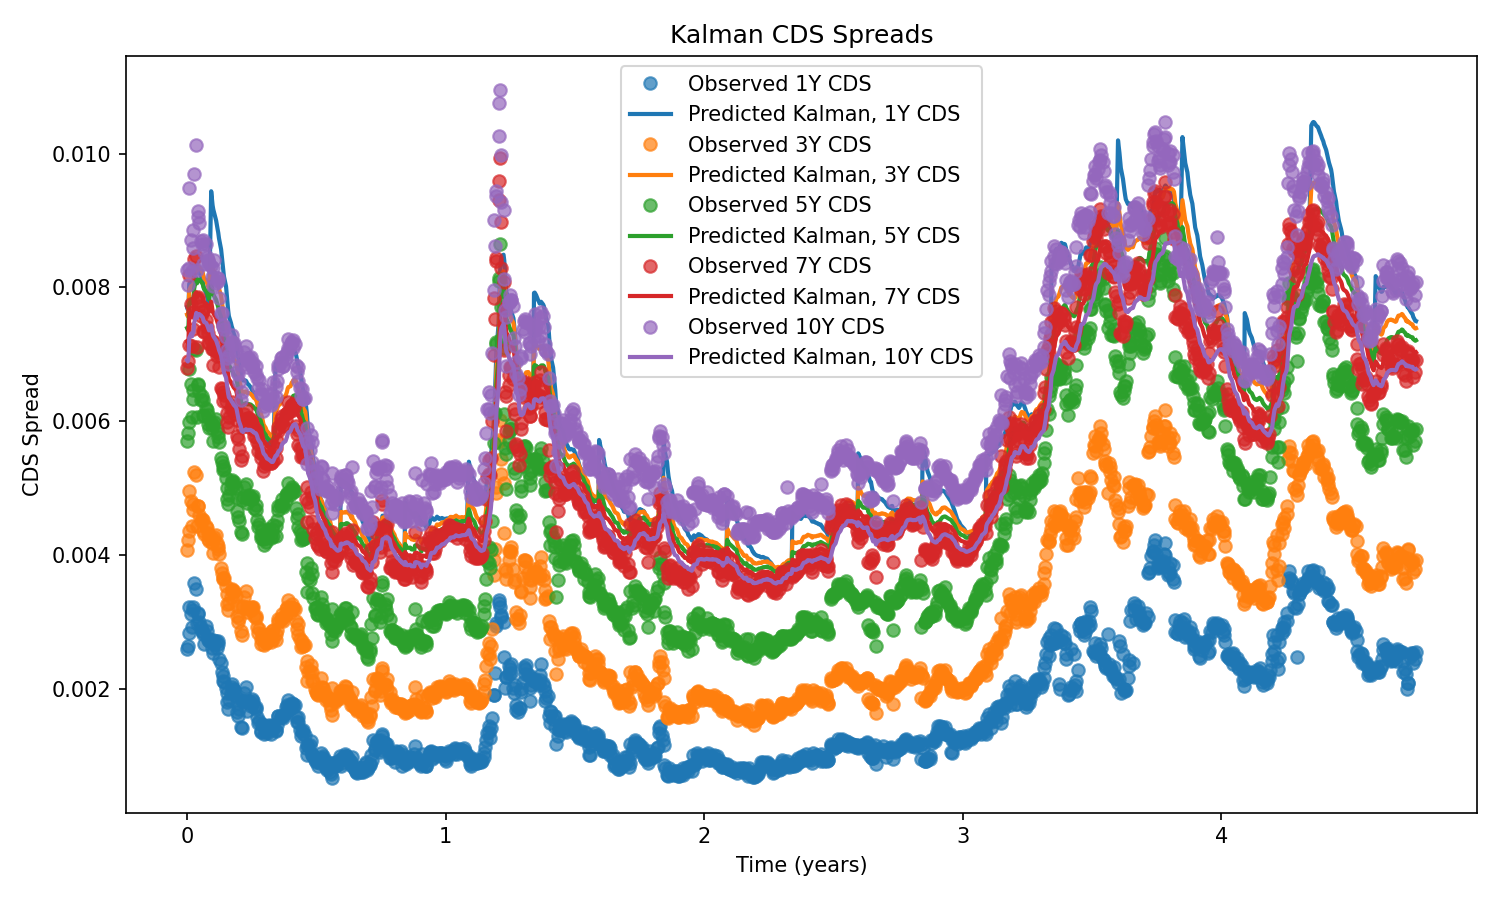 Kalman CDS Spreads
Observed 1Y CDS
Predicted Kalman, 1Y CDS
Observed 3Y CDS
Predicted Kalman, 3Y CDS
Observed 5Y CDS
Predicted Kalman, 5Y CDS
Observed 7Y CDS
Predicted Kalman, 7Y CDS
Observed 10Y CDS
Predicted Kalman, 10Y CDS
CDS Spread
0.010
0.008
0.006
0.004
0.002
0 1 2 3 4
Time (years)